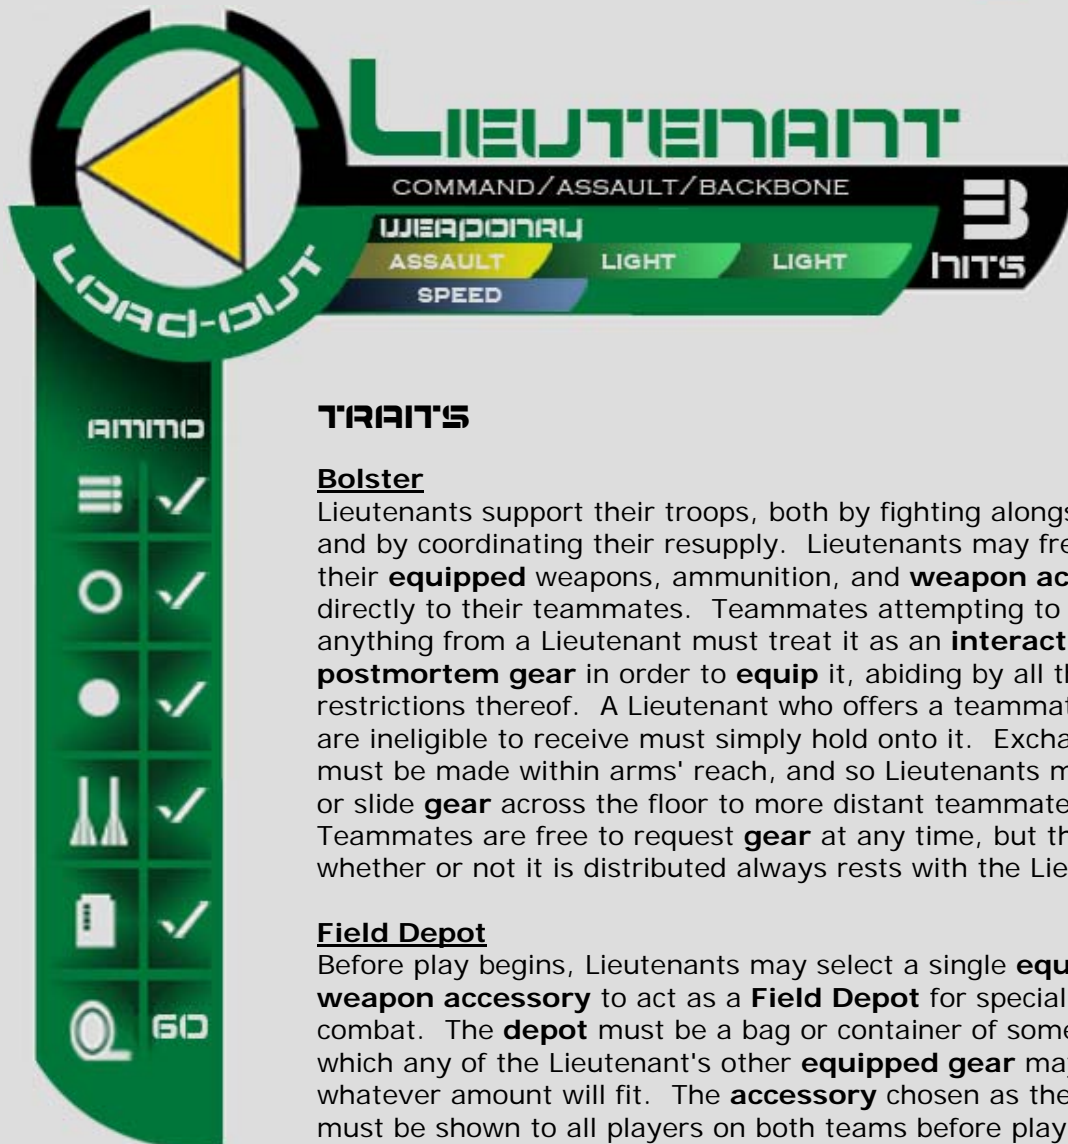 LIEUTENANT
COMMAND/ASSAULT/BACKBONE
3
HITS
WEAPONRY
ASSAULT LIGHT LIGHT
SPEED
LOAD-OUT
AMMO
60
TRAITS
Bolster
Lieutenants support their troops, both by fighting alongs
and by coordinating their resupply. Lieutenants may fre
their equipped weapons, ammunition, and weapon ac
directly to their teammates. Teammates attempting to
anything from a Lieutenant must treat it as an interact
postmortem gear in order to equip it, abiding by all th
restrictions thereof. A Lieutenant who offers a teammat
are ineligible to receive must simply hold onto it. Excha
must be made within arms' reach, and so Lieutenants m
or slide gear across the floor to more distant teammate
Teammates are free to request gear at any time, but th
whether or not it is distributed always rests with the Lie
Field Depot
Before play begins, Lieutenants may select a single equ
weapon accessory to act as a Field Depot for special
combat. The depot must be a bag or container of some
which any of the Lieutenant's other equipped gear may
whatever amount will fit. The accessory chosen as the
must be shown to all players on both teams before play